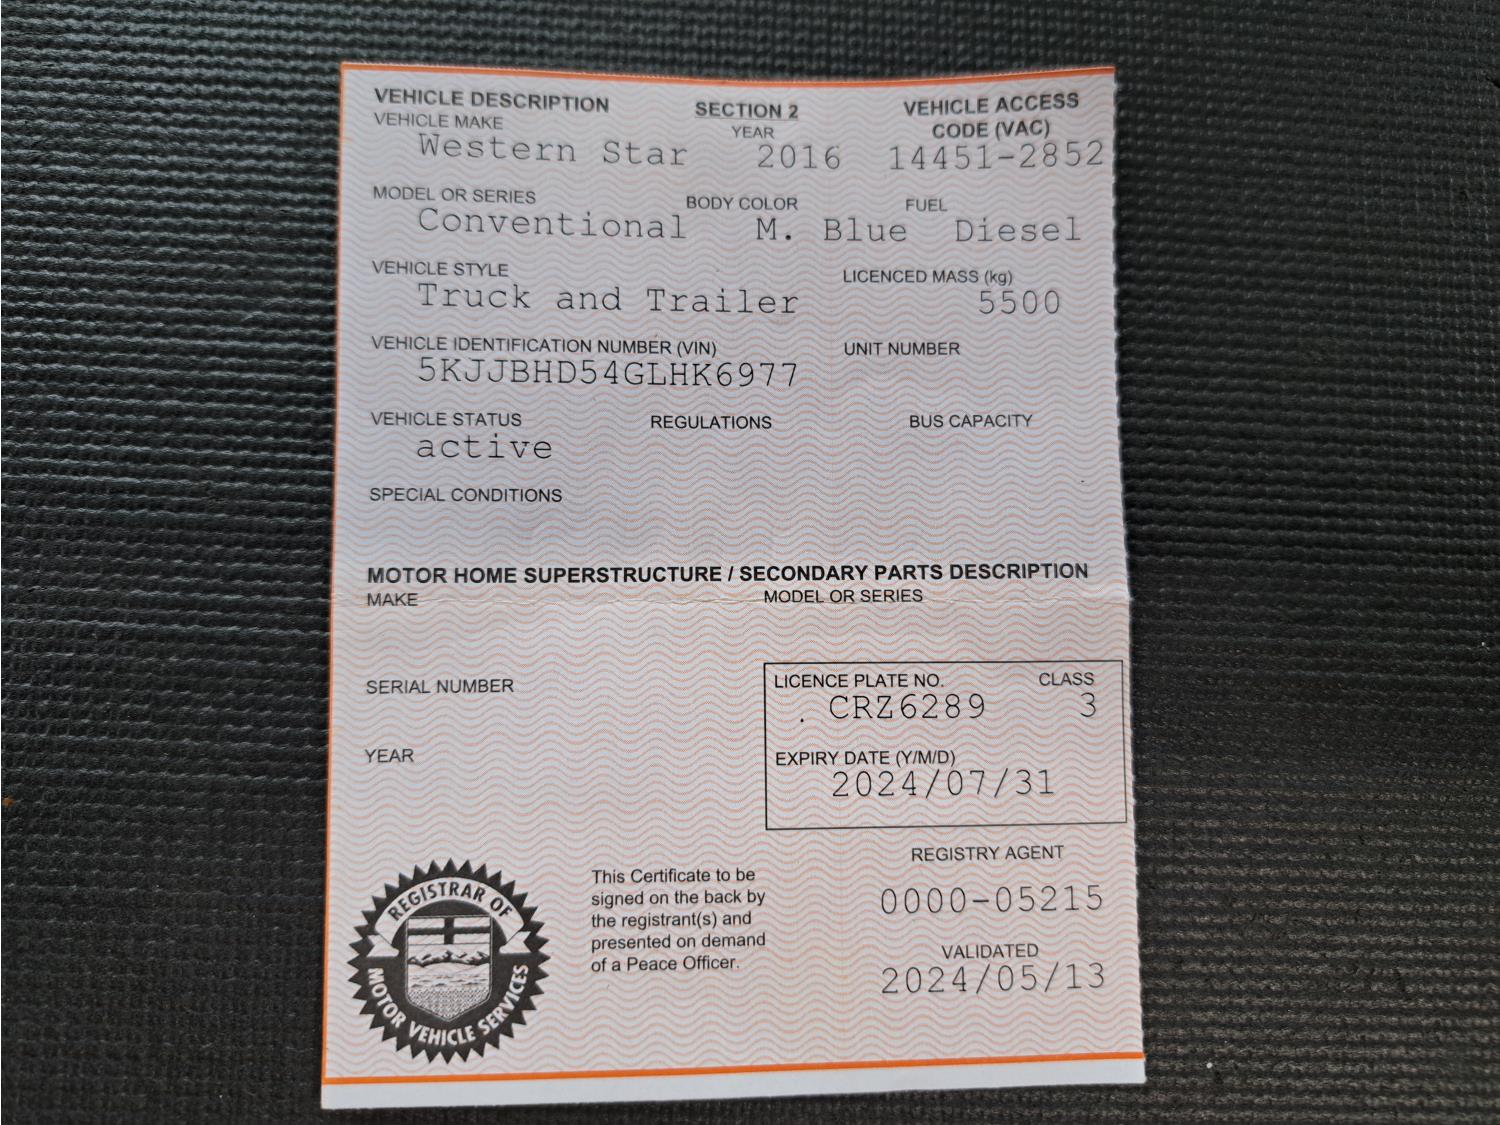 VEHICLE DESCRIPTION SECTION 2 VEHICLE ACCESS
VEHICLE MAKE YEAR CODE (VAC)
Western Star 2016 14451-2852
MODEL OR SERIES BODY COLOR FUEL
Conventional M. Blue Diesel
VEHICLE STYLE LICENCED MASS (kg)
Truck and Trailer 5500
VEHICLE IDENTIFICATION NUMBER (VIN) UNIT NUMBER
5KJJBHD54GLHK6977
VEHICLE STATUS REGULATIONS BUS CAPACITY
active
SPECIAL CONDITIONS
MOTOR HOME SUPERSTRUCTURE / SECONDARY PARTS DESCRIPTION
MAKE MODEL OR SERIES
SERIAL NUMBER
YEAR
LICENCE PLATE NO. CLASS
. CRZ6289 3
EXPIRY DATE (Y/M/D)
2024/07/31
REGISTRAR OF
MOTOR VEHICLE SERVICES
This Certificate to be
signed on the back by
the registrant(s) and
presented on demand
of a Peace Officer.
REGISTRY AGENT
0000-05215
VALIDATED
2024/05/13